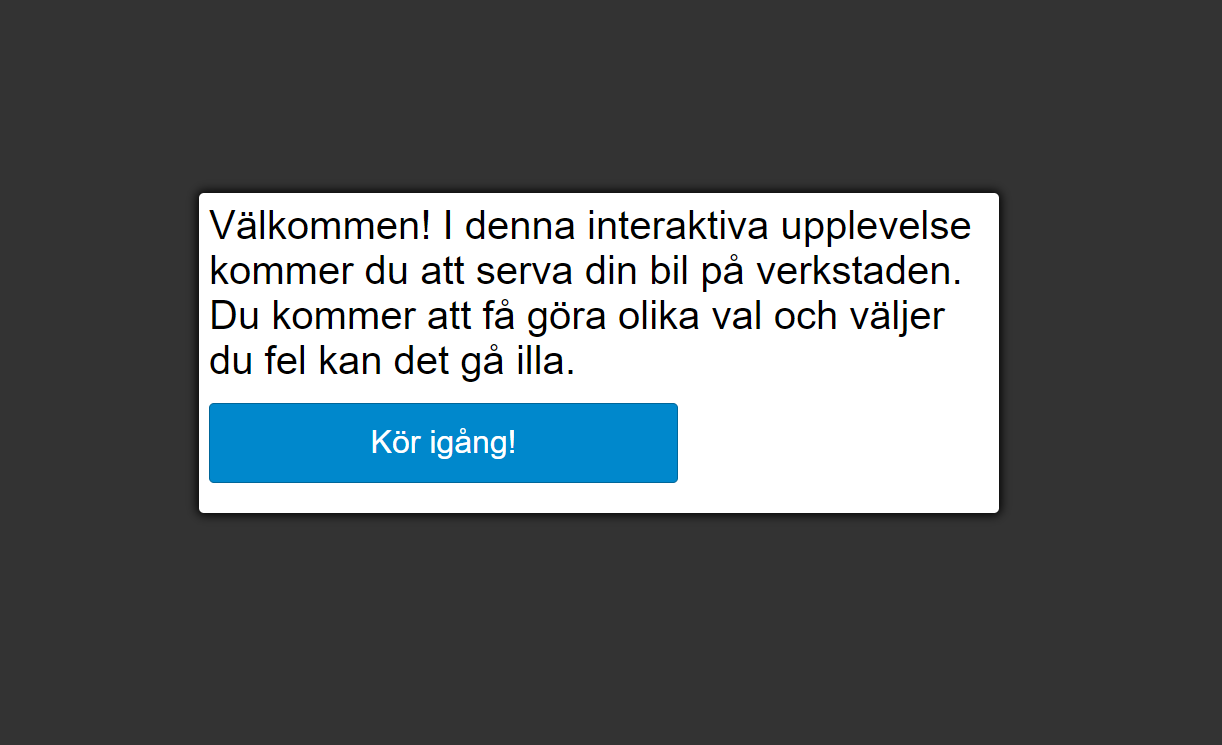 Välkommen! I denna interaktiva upplevelse
kommer du att serva din bil på verkstaden.
Du kommer att få göra olika val och väljer
du fel kan det gå illa.
Kör igång!